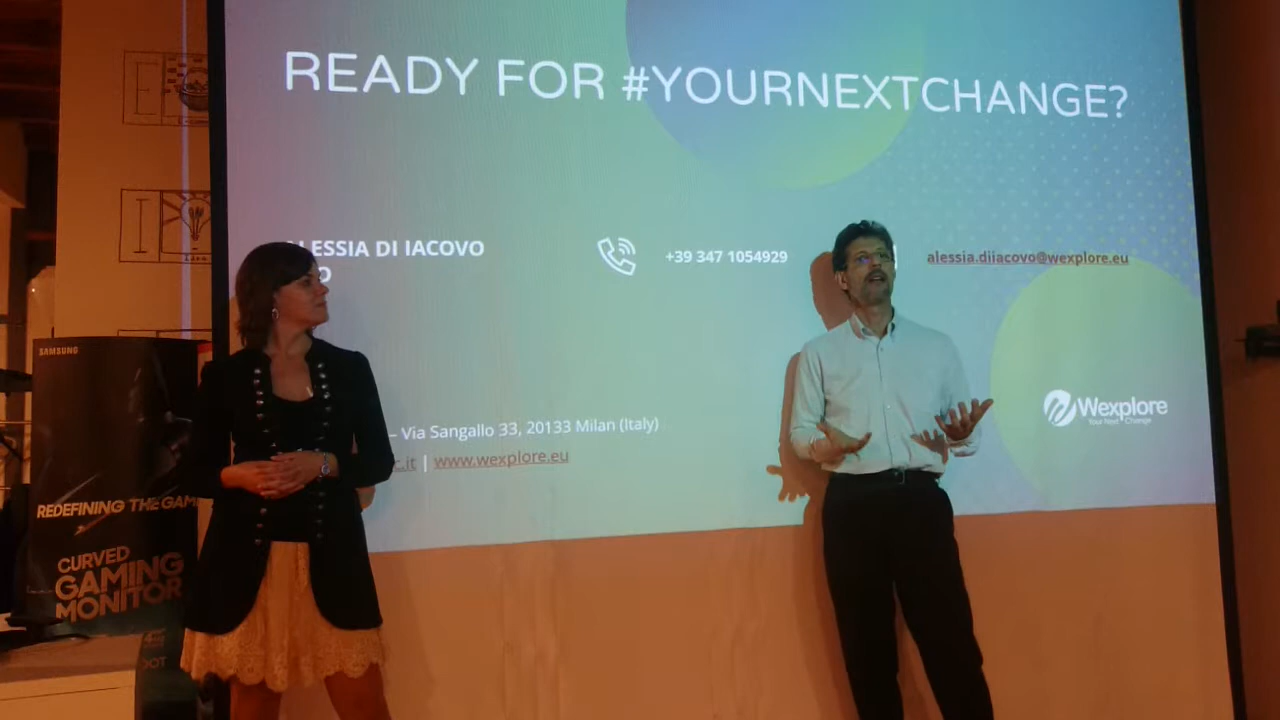 READY FOR #YOURNEXTCHANGE?
ALESSIA DI IACOVO
+39 347 1054929
alessia.diiacovo@wexplore.eu
– Via Sangallo 33, 20133 Milan (Italy)
c.it | www.wexplore.eu
Wexplore
Your Next Change
SAMSUNG
REDEFINING THE GAM
CURVED
GAMING
MONITOR